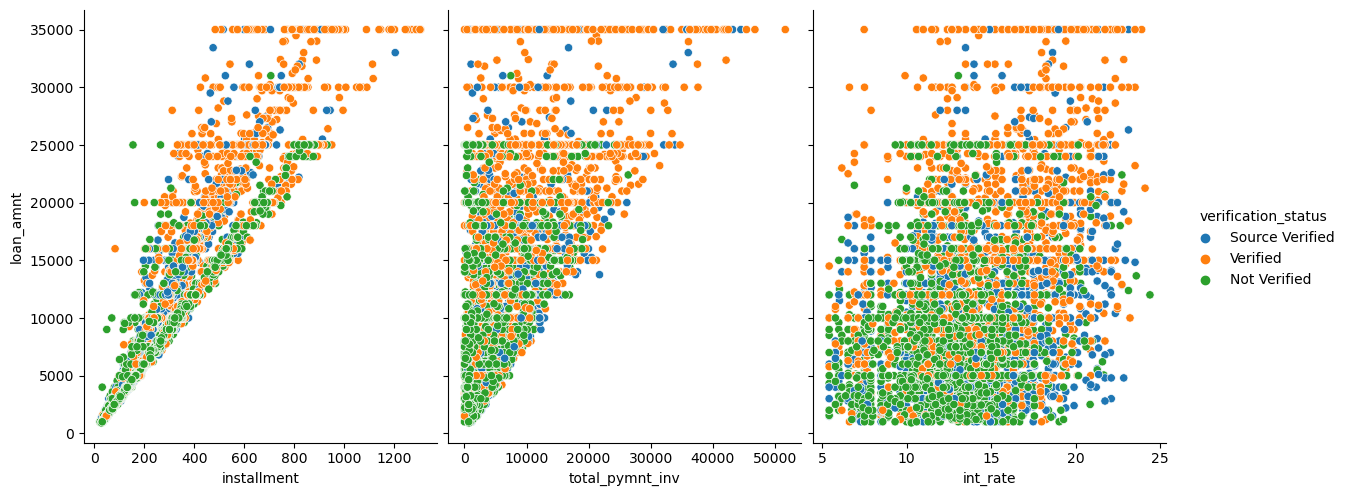 loan_amnt
35000
30000
25000
20000
15000
10000
5000
0
0 200 400 600 800 1000 1200
installment
0 10000 20000 30000 40000 50000
total_pymnt_inv
5 10 15 20 25
int_rate
verification_status
Source Verified
Verified
Not Verified